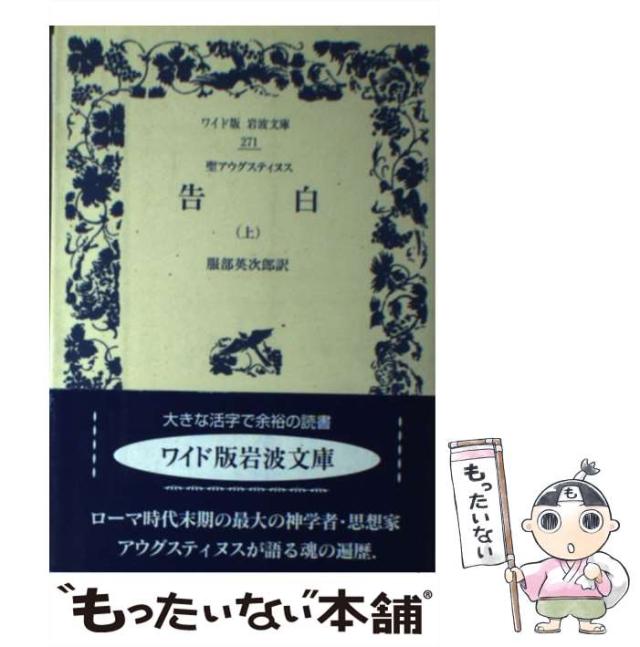 ワイド版 岩波文庫
271
聖アウグスティヌス
告白
(上)
服部英次郎訳
大きな活字で余裕の読書
ワイド版岩波文庫
ローマ時代末期の最大の神学者・思想家
アウグスティヌスが語る魂の遍歴.
“もったいない”本舗®
もったいない
も